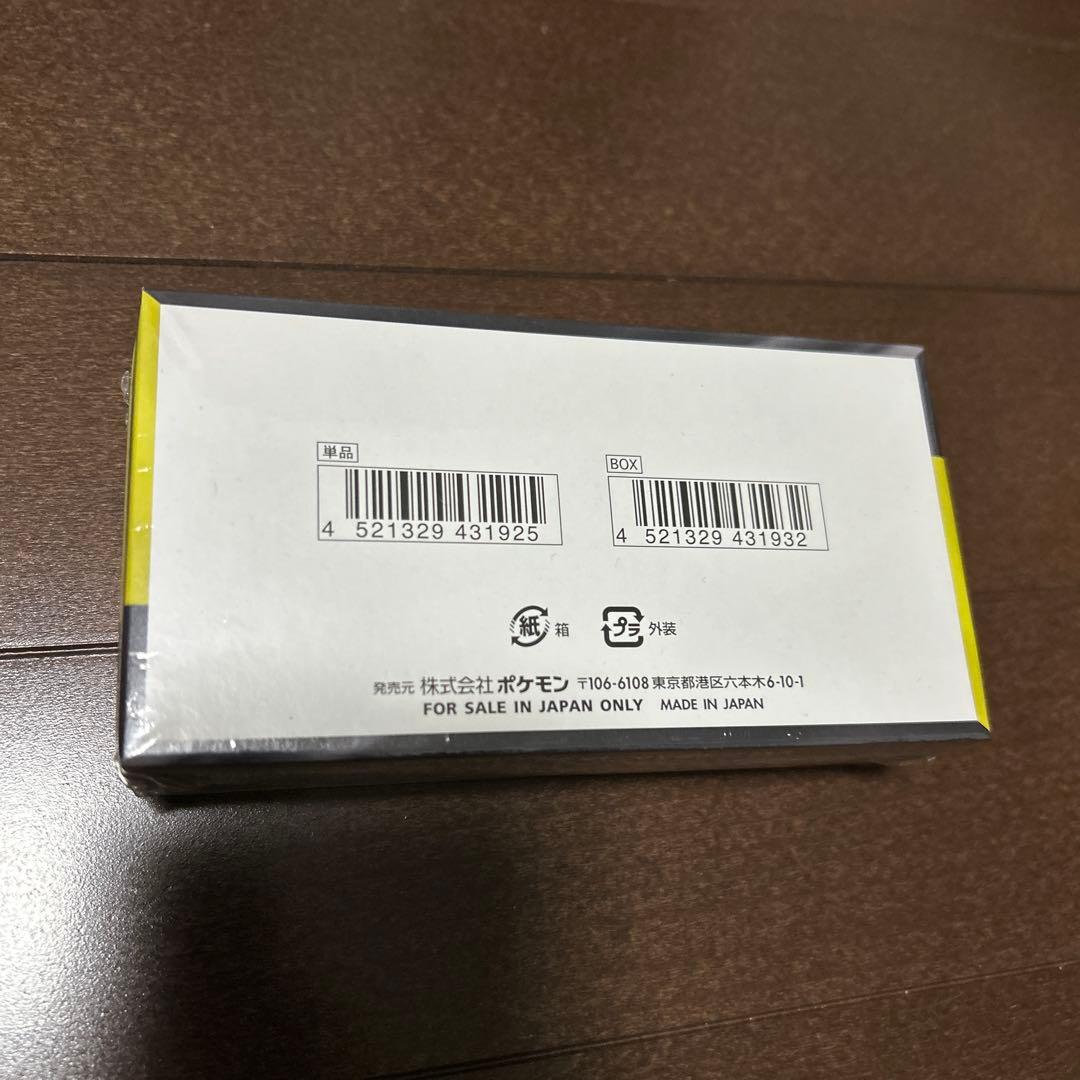 単品
BOX
4 521329 431925
4 521329 431932
紙 箱
プラ 外装
発売元 株式会社ポケモン 〒106-6108 東京都港区六本木6-10-1
FOR SALE IN JAPAN ONLY MADE IN JAPAN